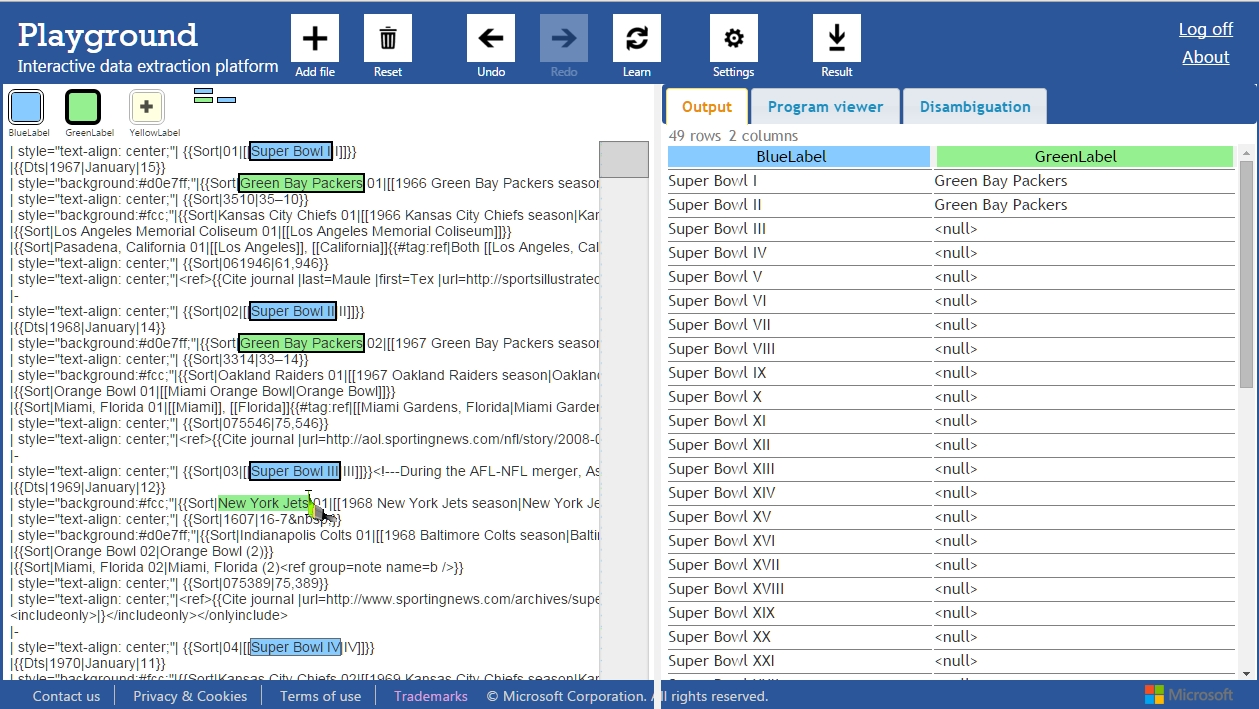 Playground
Interactive data extraction platform
Add file
Reset
Undo
Redo
Learn
Settings
Result
Log off
About
BlueLabel
GreenLabel
YellowLabel
| style="text-align: center;"| {{Sort|01|[[Super Bowl I|I]]}}
|{{Dts|1967|January|15}}
| style="background:#d0e7ff;"|{{Sort|Green Bay Packers 01|[[1966 Green Bay Packers seasor
| style="text-align: center;"| {{Sort|3510|35–10}}
| style="background:#fcc;"|{{Sort|Kansas City Chiefs 01|[[1966 Kansas City Chiefs season|Kar
|{{Sort|Los Angeles Memorial Coliseum 01|[[Los Angeles Memorial Coliseum]]}}
|{{Sort|Pasadena, California 01|[[Los Angeles]], [[California]]{{#tag:ref|Both [[Los Angeles, Cal
| style="text-align: center;"| {{Sort|061946|61,946}}
| style="text-align: center;"|<ref>{{Cite journal |last=Maule |first=Tex |url=http://sportsillustratec
|-
| style="text-align: center;"| {{Sort|02|[[Super Bowl II|II]]}}
|{{Dts|1968|January|14}}
| style="background:#d0e7ff;"|{{Sort|Green Bay Packers 02|[[1967 Green Bay Packers seasor
| style="text-align: center;"| {{Sort|3314|33–14}}
| style="background:#fcc;"|{{Sort|Oakland Raiders 01|[[1967 Oakland Raiders season|Oaklan
|{{Sort|Orange Bowl 01|[[Miami Orange Bowl|Orange Bowl]]}}
|{{Sort|Miami, Florida 01|[[Miami]], [[Florida]]{{#tag:ref|[[Miami Gardens, Florida|Miami Garder
| style="text-align: center;"| {{Sort|075546|75,546}}
| style="text-align: center;"|<ref>{{Cite journal |url=http://aol.sportingnews.com/nfl/story/2008-0
|-
| style="text-align: center;"| {{Sort|03|[[Super Bowl III|III]]}}<!---During the AFL-NFL merger, As
|{{Dts|1969|January|12}}
| style="background:#fcc;"|{{Sort|New York Jets 01|[[1968 New York Jets season|New York Je
| style="text-align: center;"| {{Sort|1607|16-7&nbsp;}}
| style="background:#d0e7ff;"|{{Sort|Indianapolis Colts 01|[[1968 Baltimore Colts season|Balti
|{{Sort|Orange Bowl 02|Orange Bowl (2)}}
|{{Sort|Miami, Florida 02|Miami, Florida (2)<ref group=note name=b />}}
| style="text-align: center;"| {{Sort|075389|75,389}}
| style="text-align: center;"|<ref>{{Cite journal |url=http://www.sportingnews.com/archives/supe
<includeonly>|}</includeonly></onlyinclude>
|-
| style="text-align: center;"| {{Sort|04|[[Super Bowl IV|IV]]}}
|{{Dts|1970|January|11}}
| style="background:#fcc;"|{{Sort|Kansas City Chiefs 02|[[1969 Kansas City Chiefs season|Kar
Output
Program viewer
Disambiguation
49 rows 2 columns
BlueLabel GreenLabel
Super Bowl I Green Bay Packers
Super Bowl II Green Bay Packers
Super Bowl III <null>
Super Bowl IV <null>
Super Bowl V <null>
Super Bowl VI <null>
Super Bowl VII <null>
Super Bowl VIII <null>
Super Bowl IX <null>
Super Bowl X <null>
Super Bowl XI <null>
Super Bowl XII <null>
Super Bowl XIII <null>
Super Bowl XIV <null>
Super Bowl XV <null>
Super Bowl XVI <null>
Super Bowl XVII <null>
Super Bowl XVIII <null>
Super Bowl XIX <null>
Super Bowl XX <null>
Super Bowl XXI <null>
Contact us
Privacy & Cookies
Terms of use
Trademarks
© Microsoft Corporation. All rights reserved.
Microsoft